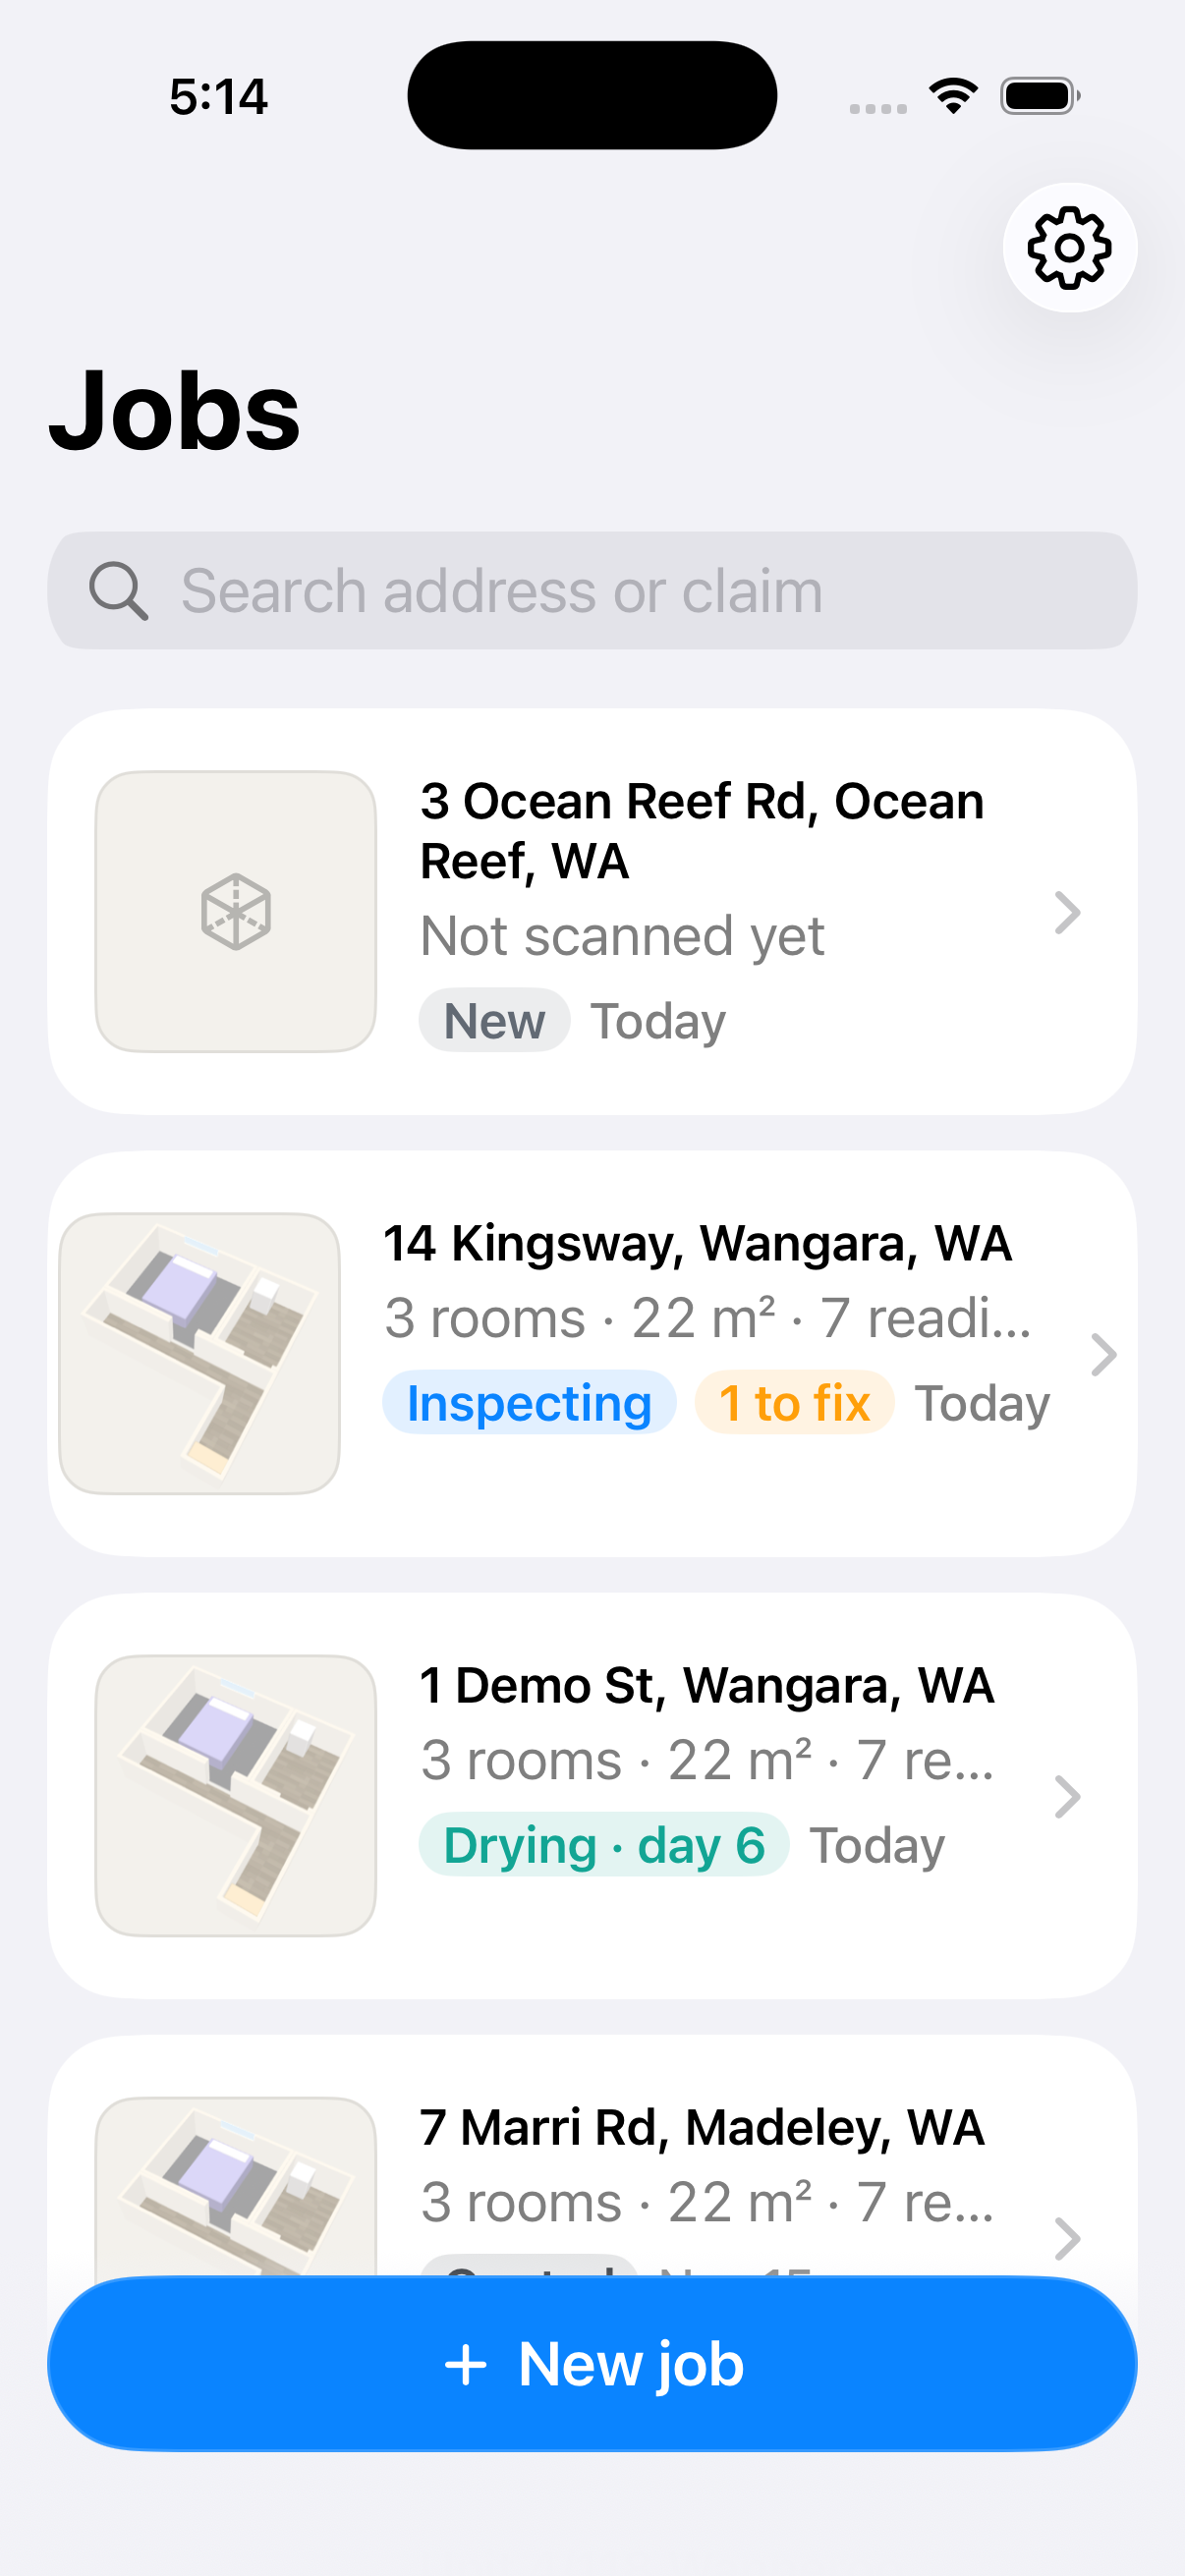 5:14
Jobs
Search address or claim
3 Ocean Reef Rd, Ocean
Reef, WA
Not scanned yet
New Today
14 Kingsway, Wangara, WA
3 rooms · 22 m² · 7 readi...
Inspecting 1 to fix Today
1 Demo St, Wangara, WA
3 rooms · 22 m² · 7 re...
Drying · day 6 Today
7 Marri Rd, Madeley, WA
3 rooms · 22 m² · 7 re...
+ New job